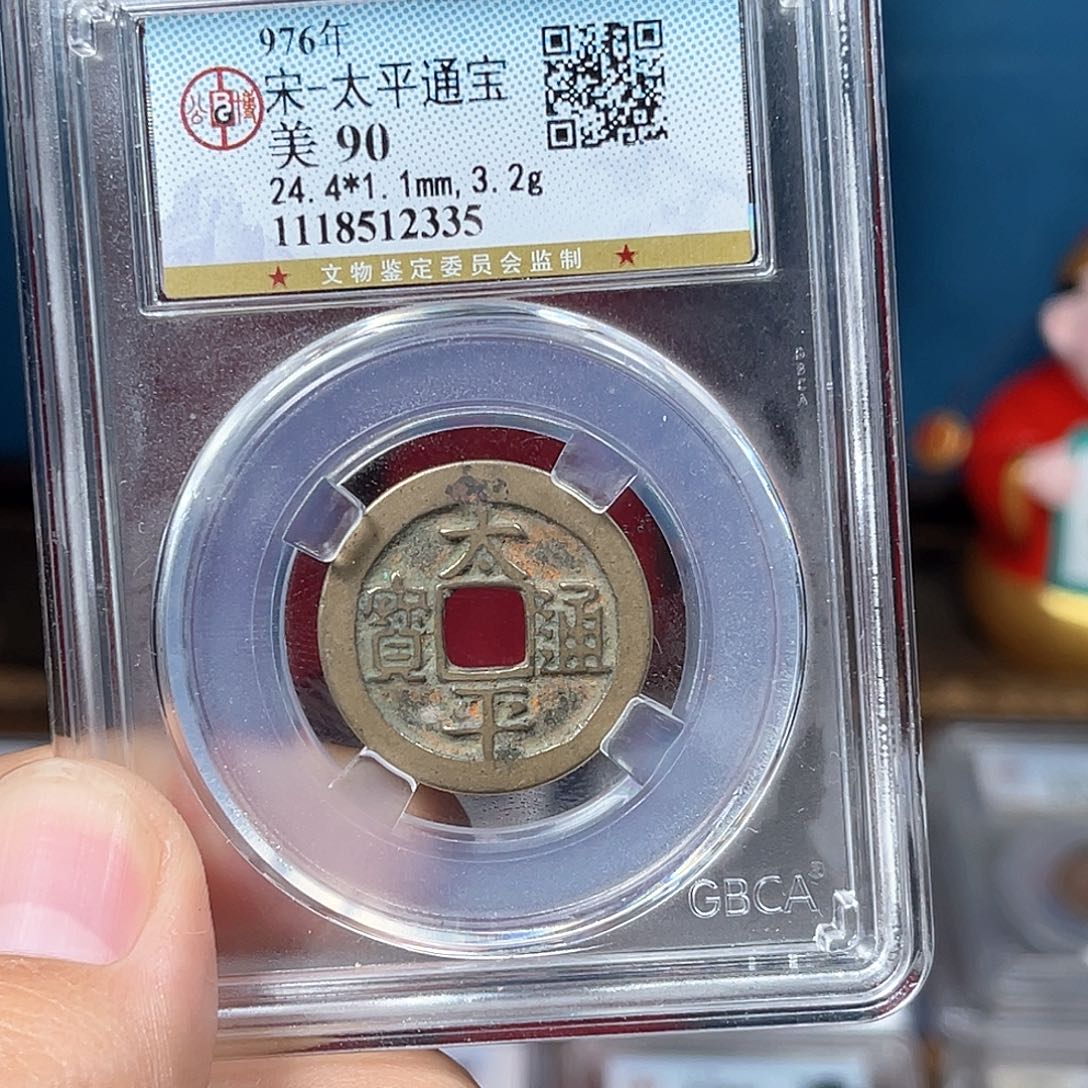 976年
宋-太平通宝
美 90
24.4*1.1mm, 3.2g
1118512335
★ 文物鉴定委员会监制 ★
GBCA
太
寶 通
平
GBCA®